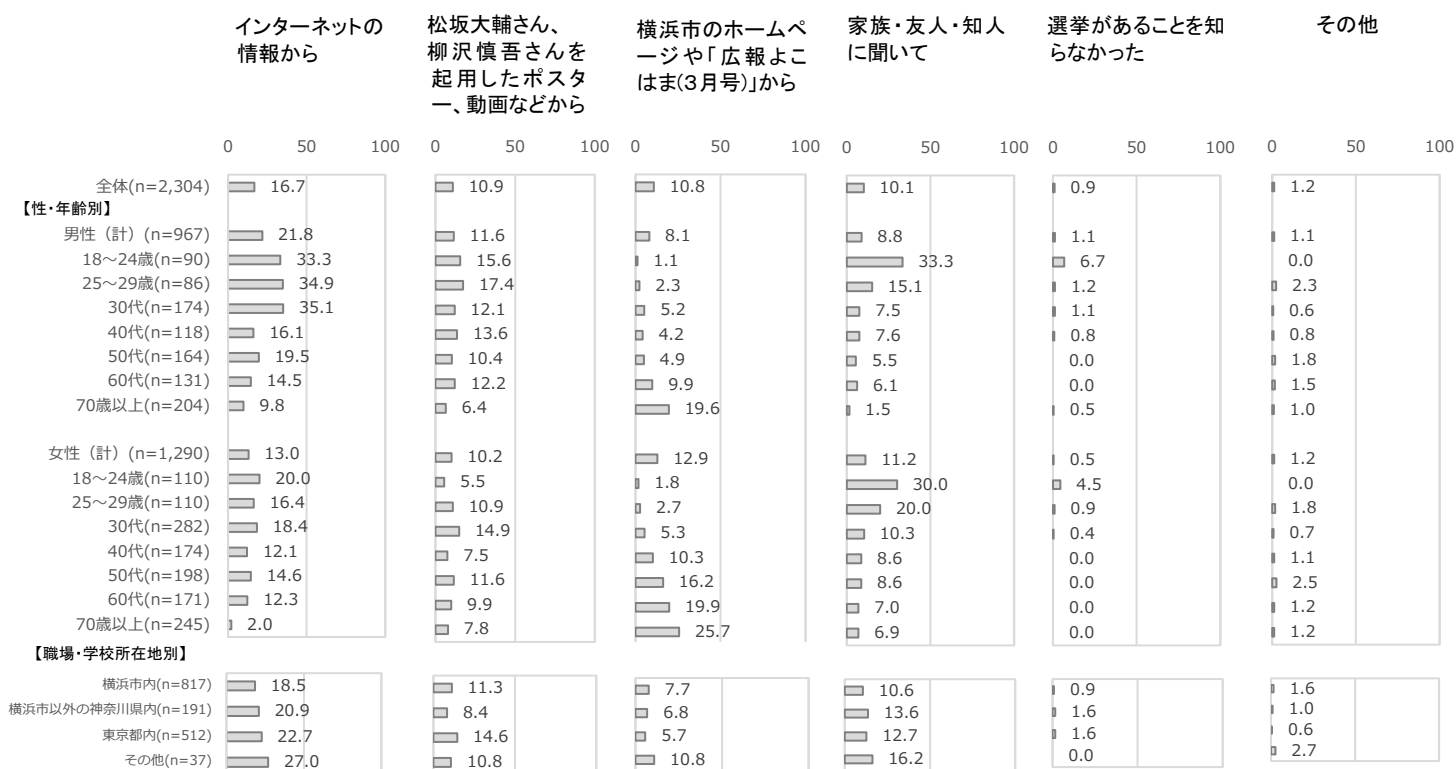 インターネットの
情報から
松坂大輔さん、
柳沢慎吾さんを
起用したポスタ
ー、動画などから
横浜市のホームペ
ージや「広報よこ
はま(3月号)」から
家族・友人・知人
に聞いて
選挙があることを知
らなかった
その他
0 50 100 0 50 100 0 50 100 0 50 100 0 50 100 0 50 100
全体(n=2,304) 16.7 10.9 10.8 10.1 0.9 1.2
【性・年齢別】
男性（計）(n=967) 21.8 11.6 8.1 8.8 1.1 1.1
18～24歳(n=90) 33.3 15.6 1.1 33.3 6.7 0.0
25～29歳(n=86) 34.9 17.4 2.3 15.1 1.2 2.3
30代(n=174) 35.1 12.1 5.2 7.5 1.1 0.6
40代(n=118) 16.1 13.6 4.2 7.6 0.8 0.8
50代(n=164) 19.5 10.4 4.9 5.5 0.0 1.8
60代(n=131) 14.5 12.2 9.9 6.1 0.0 1.5
70歳以上(n=204) 9.8 6.4 19.6 1.5 0.5 1.0
女性（計）(n=1,290) 13.0 10.2 12.9 11.2 0.5 1.2
18～24歳(n=110) 20.0 5.5 1.8 30.0 4.5 0.0
25～29歳(n=110) 16.4 10.9 2.7 20.0 0.9 1.8
30代(n=282) 18.4 14.9 5.3 10.3 0.4 0.7
40代(n=174) 12.1 7.5 10.3 8.6 0.0 1.1
50代(n=198) 14.6 11.6 16.2 8.6 0.0 2.5
60代(n=171) 12.3 9.9 19.9 7.0 0.0 1.2
70歳以上(n=245) 2.0 7.8 25.7 6.9 0.0 1.2
【職場・学校所在地別】
横浜市内(n=817) 18.5 11.3 7.7 10.6 0.9 1.6
横浜市以外の神奈川県内(n=191) 20.9 8.4 6.8 13.6 1.6 1.0
東京都内(n=512) 22.7 14.6 5.7 12.7 1.6 0.6
その他(n=37) 27.0 10.8 10.8 16.2 0.0 2.7